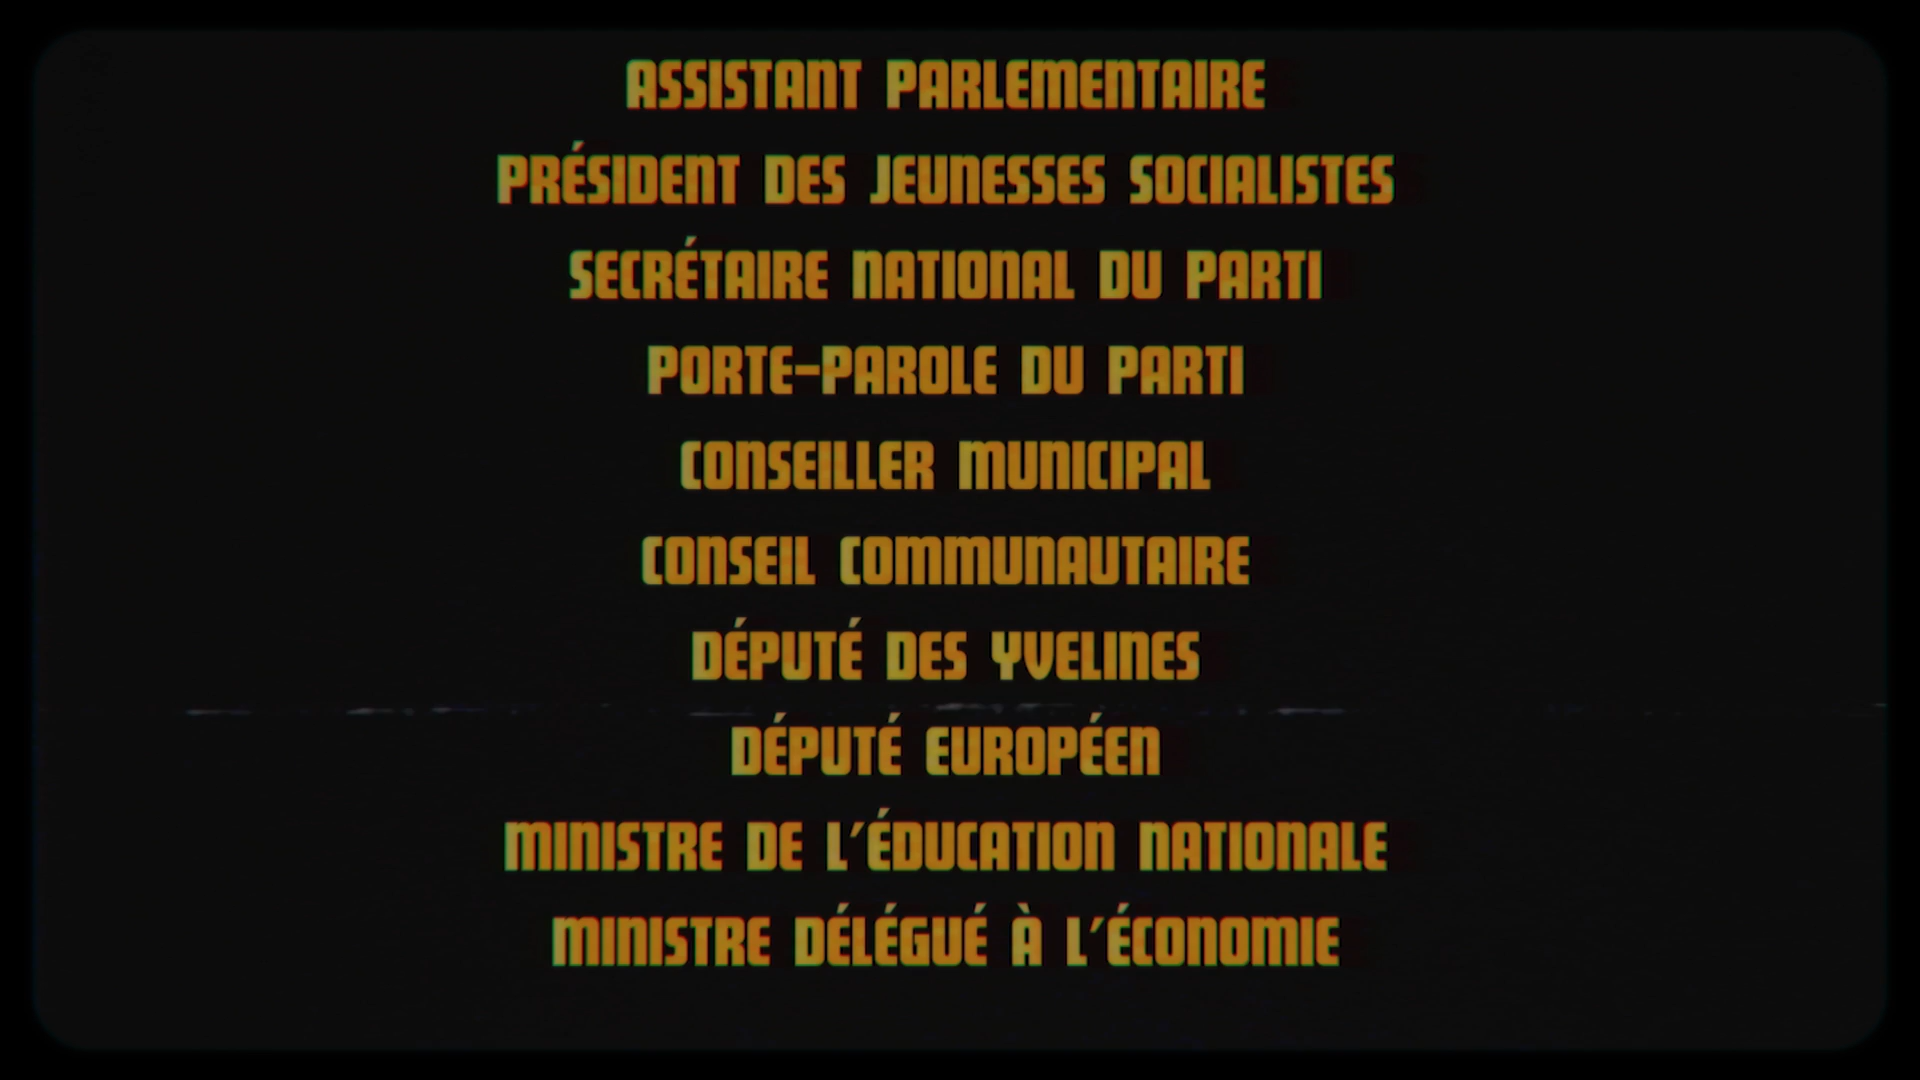 ASSISTANT PARLEMENTAIRE
PRÉSIDENT DES JEUNESSES SOCIALISTES
SECRÉTAIRE NATIONAL DU PARTI
PORTE-PAROLE DU PARTI
CONSEILLER MUNICIPAL
CONSEIL COMMUNAUTAIRE
DÉPUTÉ DES YVELINES
DÉPUTÉ EUROPÉEN
MINISTRE DE L'ÉDUCATION NATIONALE
MINISTRE DÉLÉGUÉ À L'ÉCONOMIE